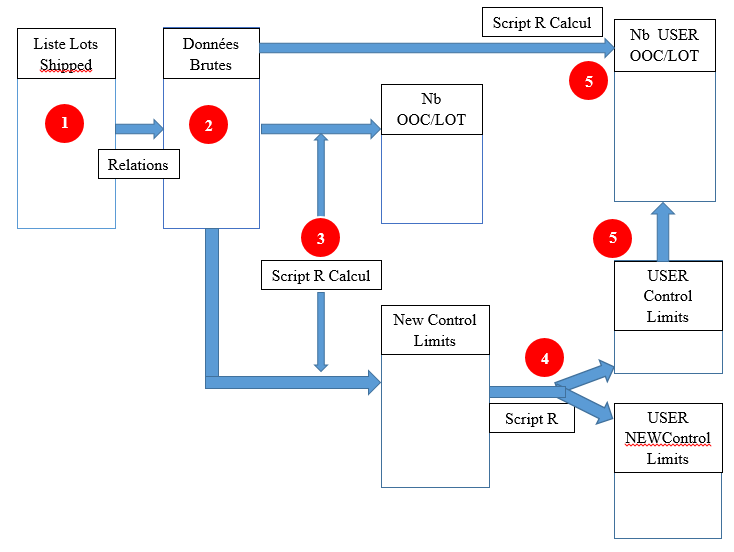 Script R Calcul
Liste Lots
Shipped
Données
Brutes
Nb USER
OOC/LOT
5
1
2
Nb
OOC/LOT
Relations
3
5
Script R Calcul
USER
Control
Limits
New Control
Limits
4
Script R
USER
NEWControl
Limits